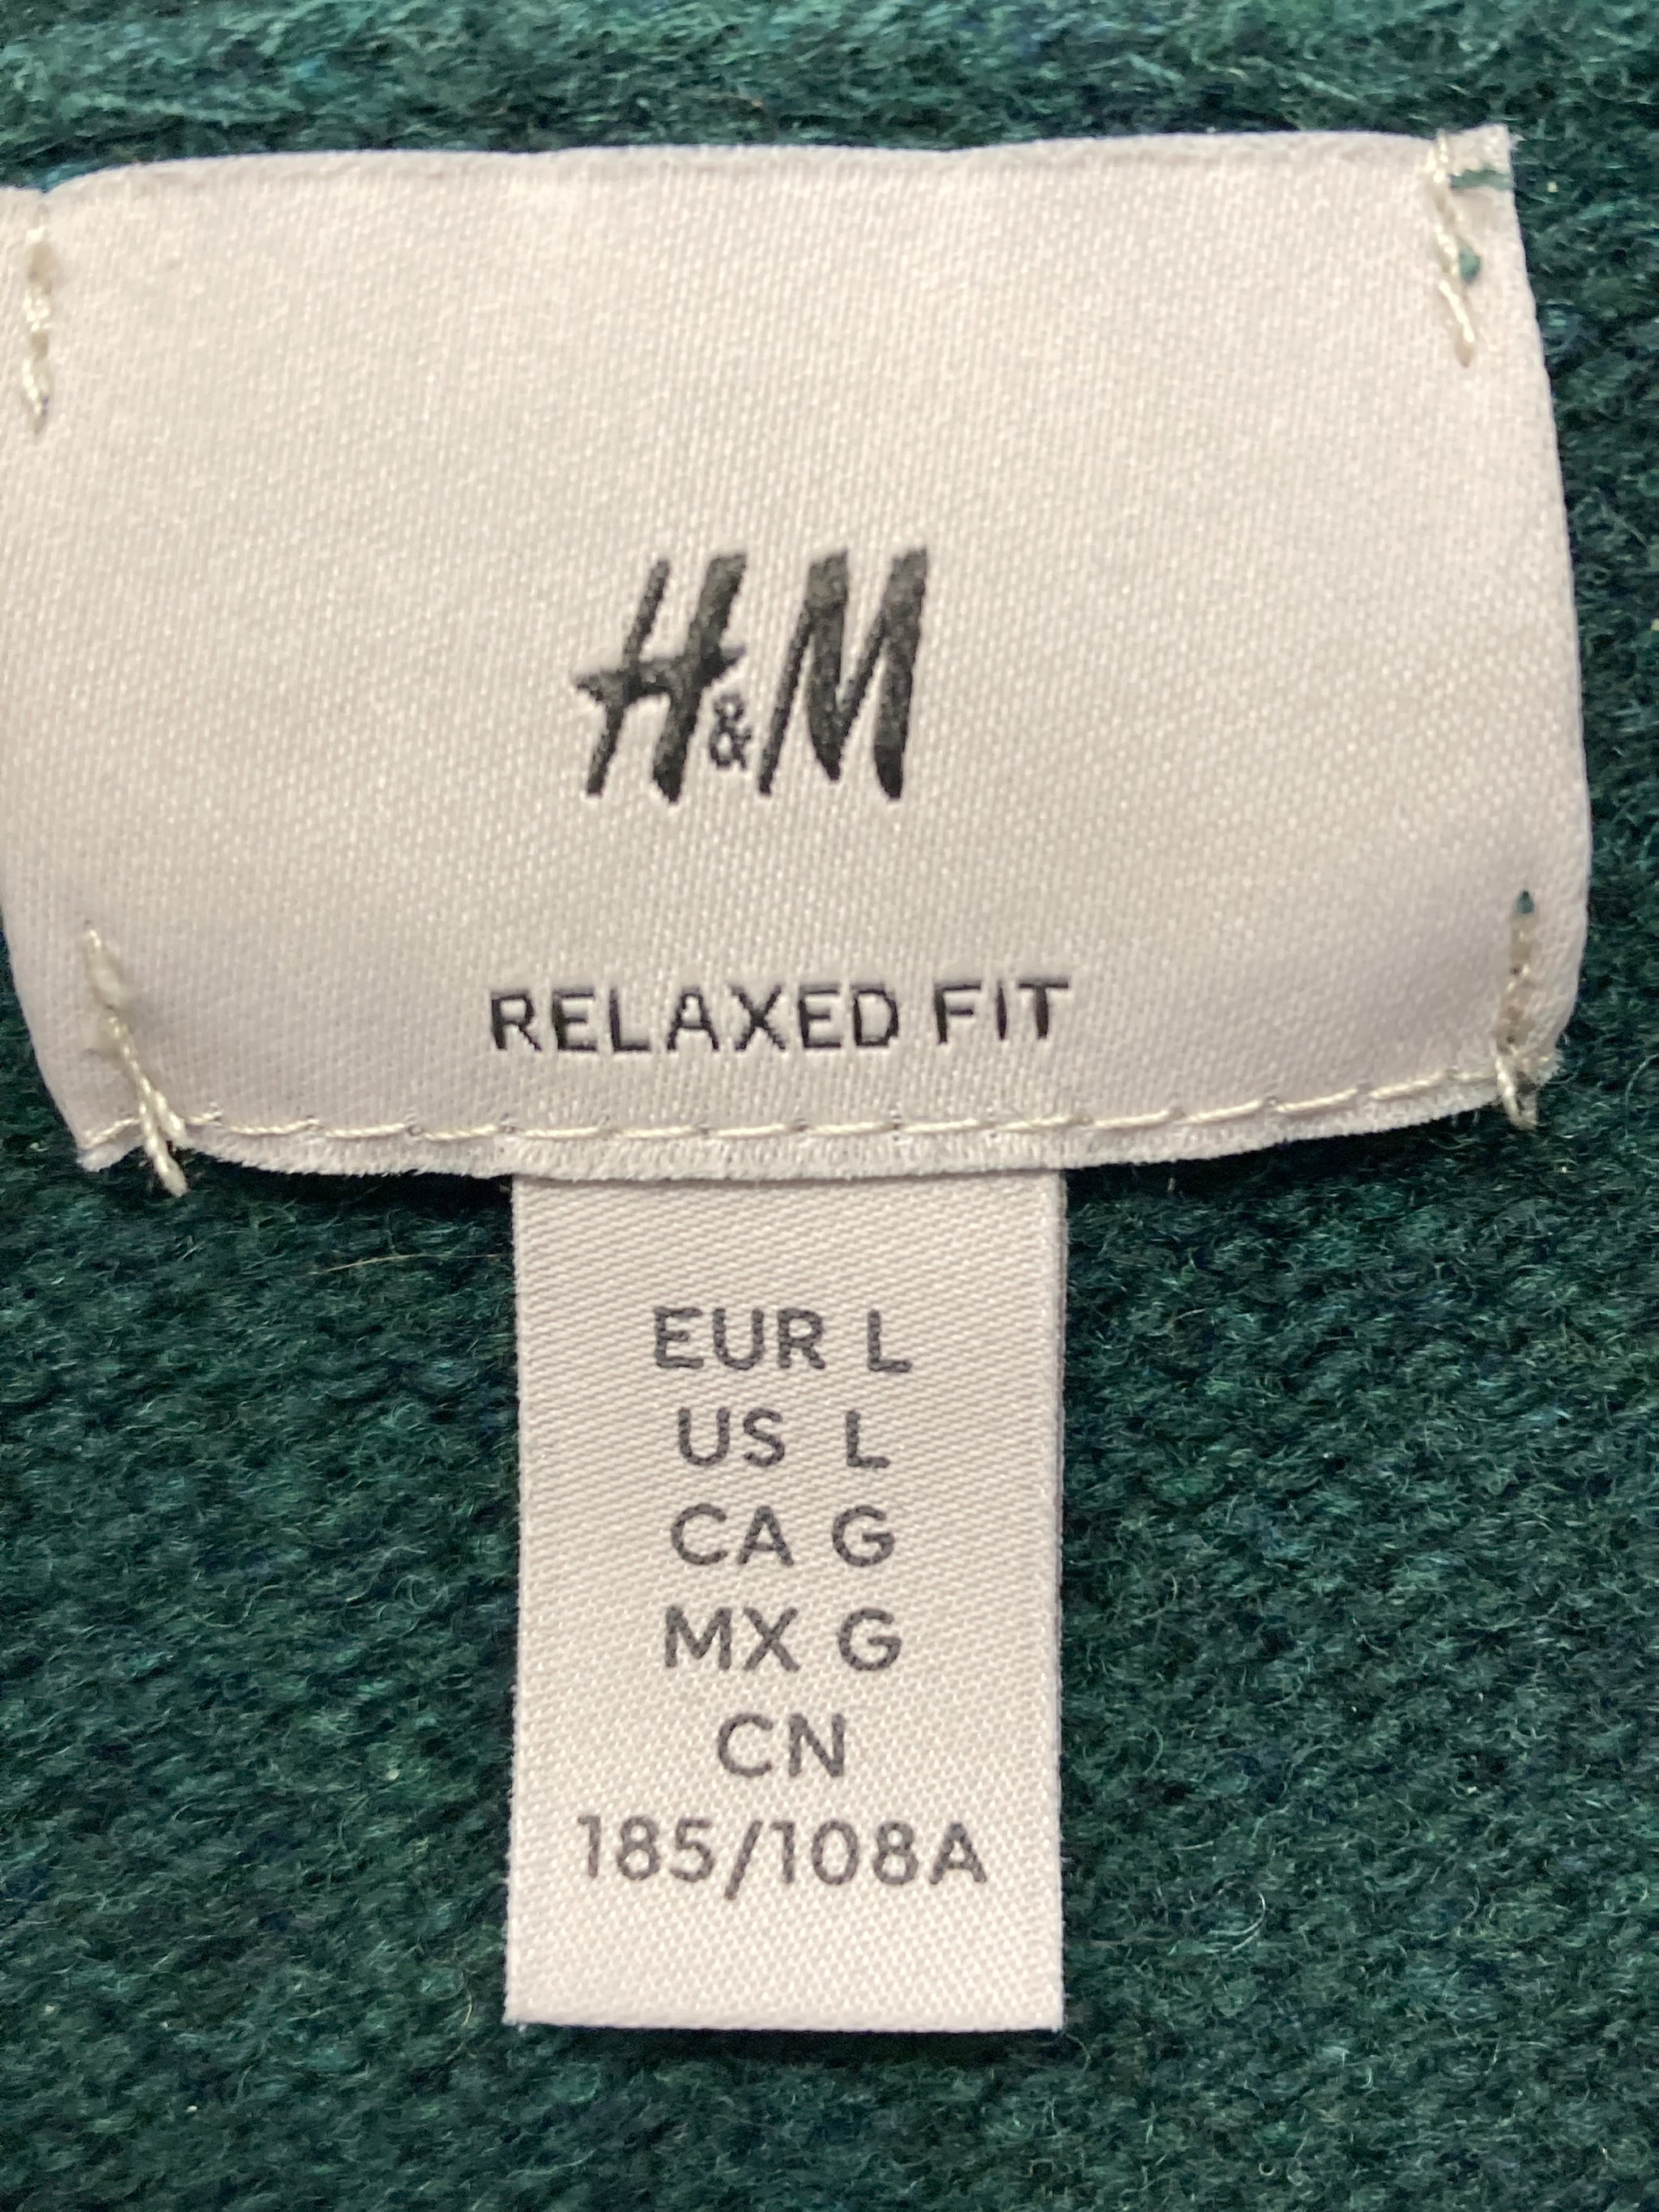 H&M
RELAXED FIT
EUR L
US L
CA G
MX G
CN
185/108A